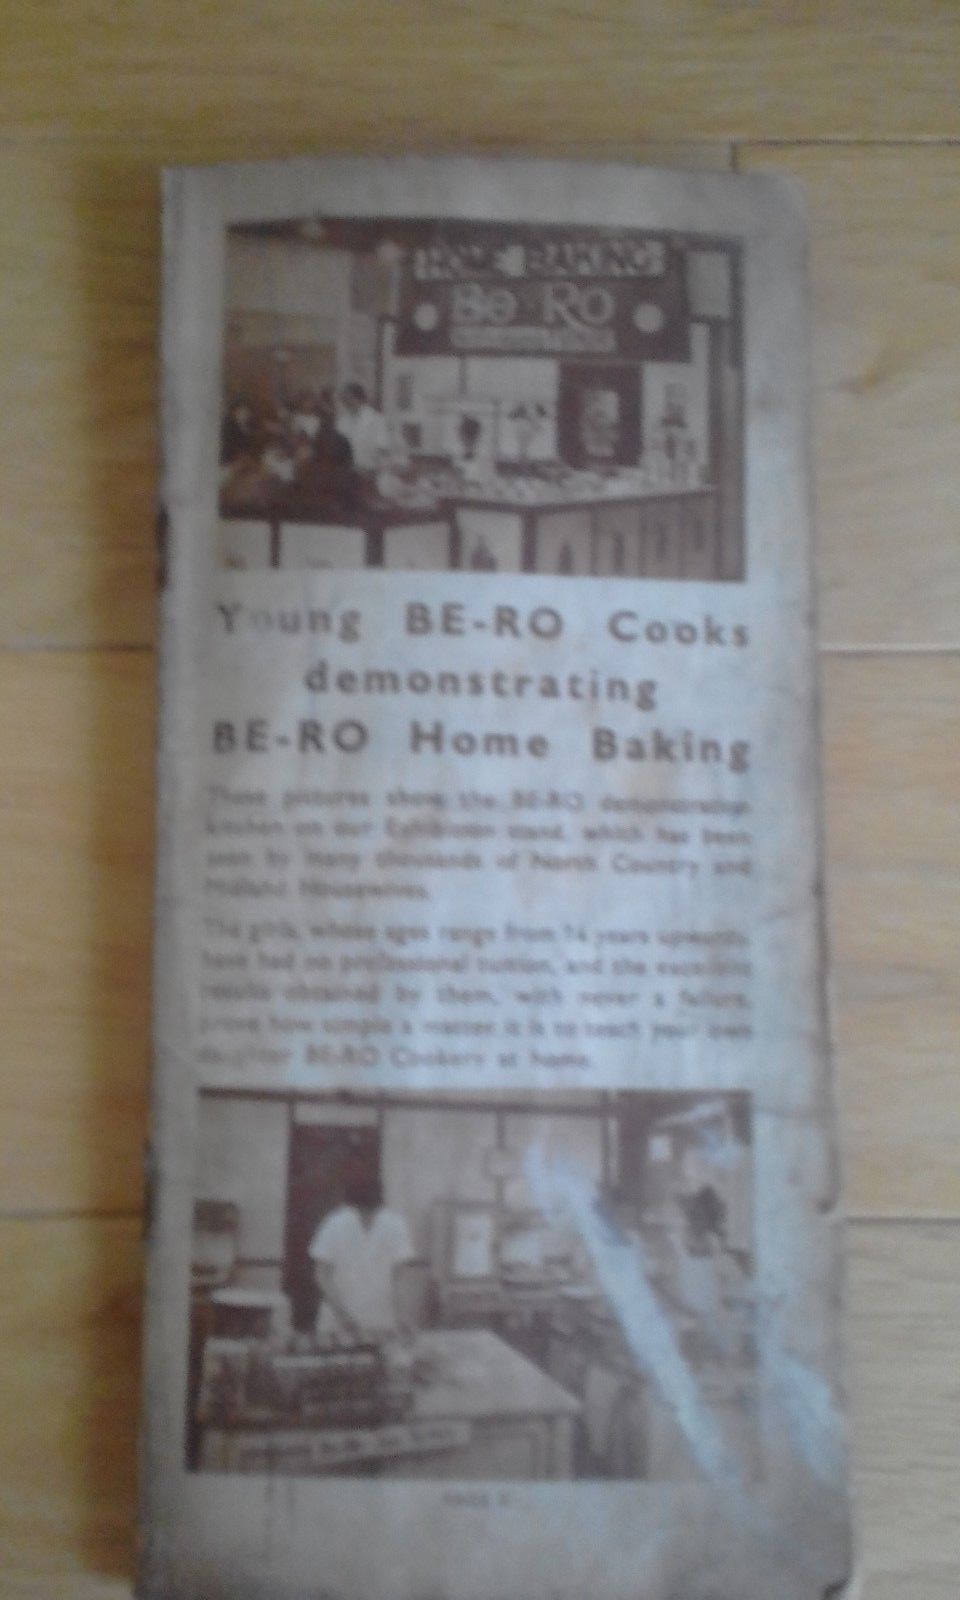 HOME BAKING
Be-Ro
Young BE-RO Cooks
demonstrating
BE-RO Home Baking
These pictures show the BE-RO demonstration
kitchen on our Exhibition stand, which has been
seen by many thousands of North Country and
Midland Housewives.
The girls, whose ages range from 14 years upwards,
have had no professional tuition, and the excellent
results obtained by them, with never a failure,
prove how simple a matter it is to teach your own
daughter BE-RO Cookery at home.
PAGE